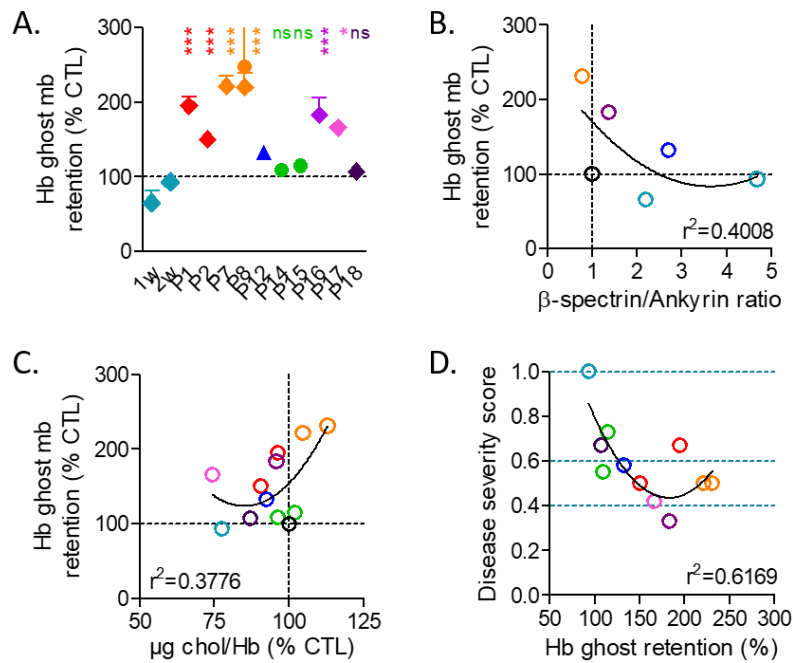 A.
Hb ghost mb
retention (% CTL)
300
200
100
0
*** *** *** *** ns ns *** * ns
1w 2w P1 P2 P7 P8 P12 P14 P15 P16 P17 P18
B.
Hb ghost mb
retention (% CTL)
300
200
100
0
r²=0.4008
0 1 2 3 4 5
β-spectrin/Ankyrin ratio
C.
Hb ghost mb
retention (% CTL)
300
200
100
0
r²=0.3776
50 75 100 125
µg chol/Hb (% CTL)
D.
Disease severity score
1.0
0.8
0.6
0.4
0.2
0.0
r²=0.6169
50 100 150 200 250 300
Hb ghost retention (%)